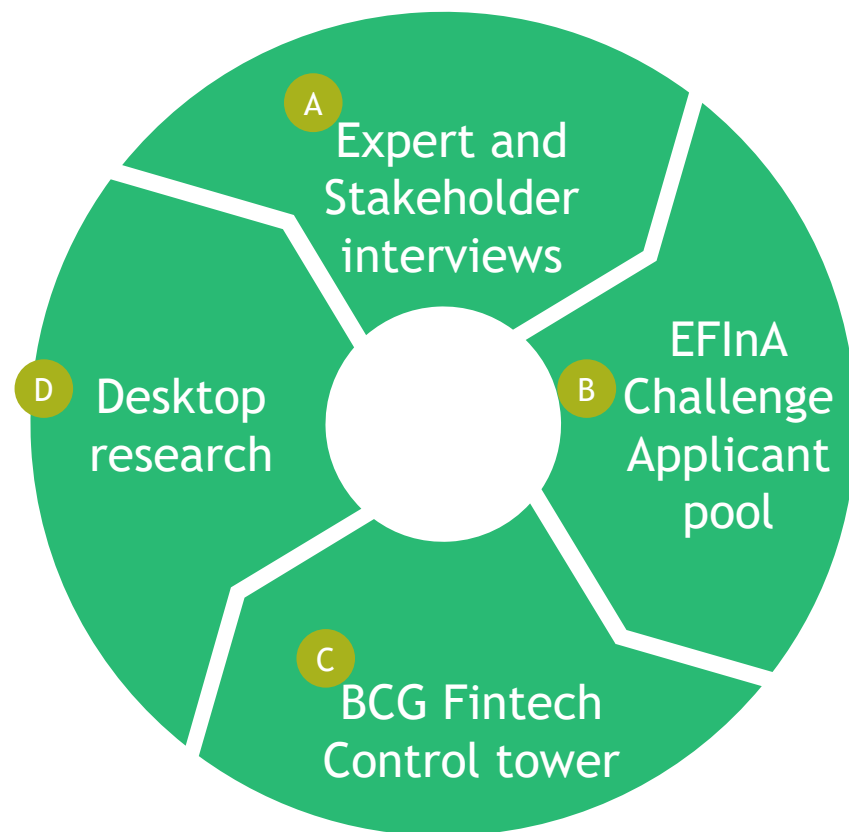 A
Expert and
Stakeholder
interviews
B
EFInA
Challenge
Applicant
pool
C
BCG Fintech
Control tower
D
Desktop
research